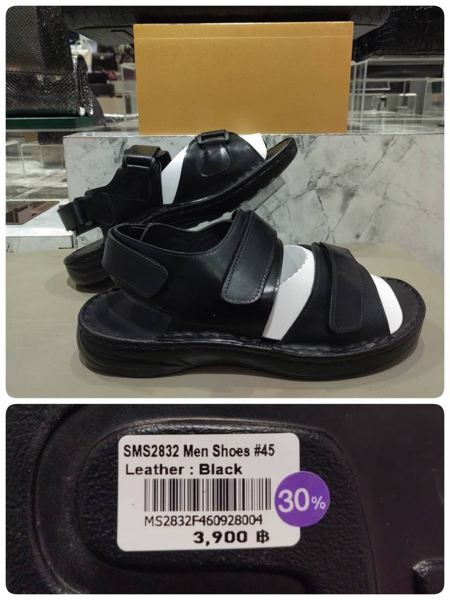 SMS2832 Men Shoes #45
Leather : Black
30%
MS2832F460928004
3,900 ฿